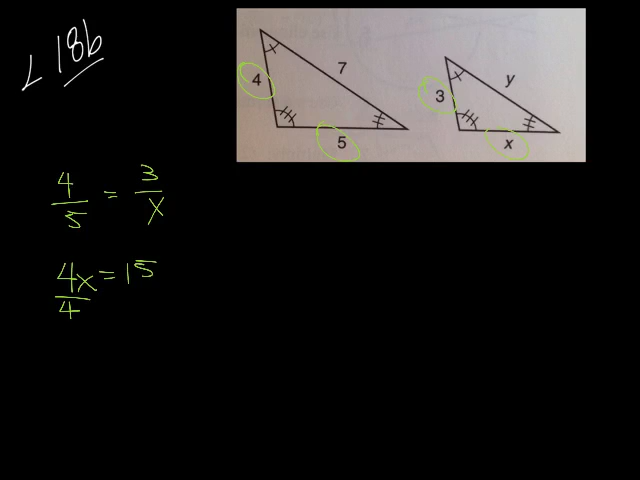 L 18b
4 7 5
3 y x
4/5 = 3/x
4x = 15
4